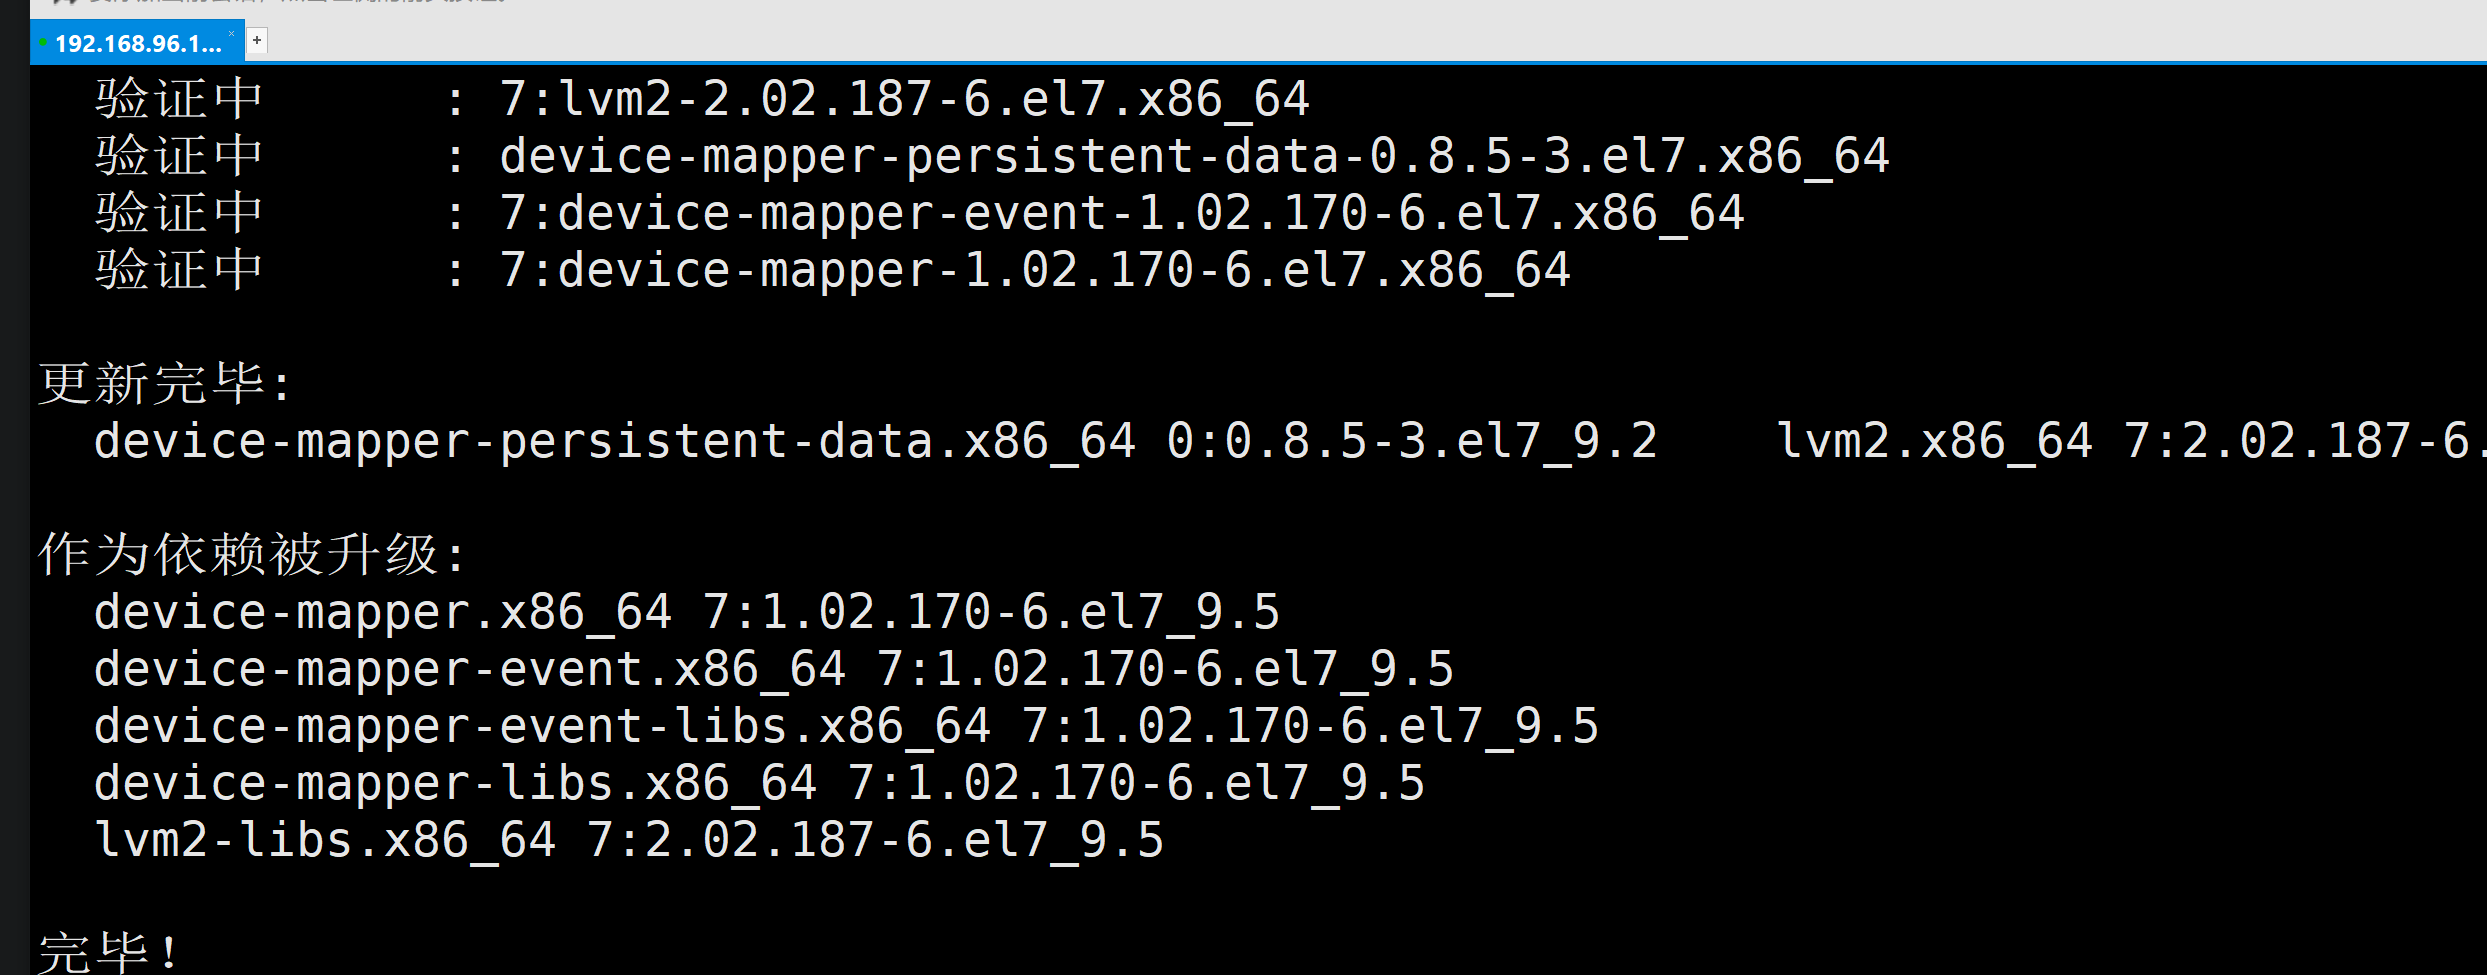 192.168.96.1...
+
验证中 : 7:lvm2-2.02.187-6.el7.x86_64
验证中 : device-mapper-persistent-data-0.8.5-3.el7.x86_64
验证中 : 7:device-mapper-event-1.02.170-6.el7.x86_64
验证中 : 7:device-mapper-1.02.170-6.el7.x86_64
更新完毕:
device-mapper-persistent-data.x86_64 0:0.8.5-3.el7_9.2 lvm2.x86_64 7:2.02.187-6.
作为依赖被升级:
device-mapper.x86_64 7:1.02.170-6.el7_9.5
device-mapper-event.x86_64 7:1.02.170-6.el7_9.5
device-mapper-event-libs.x86_64 7:1.02.170-6.el7_9.5
device-mapper-libs.x86_64 7:1.02.170-6.el7_9.5
lvm2-libs.x86_64 7:2.02.187-6.el7_9.5
完毕!